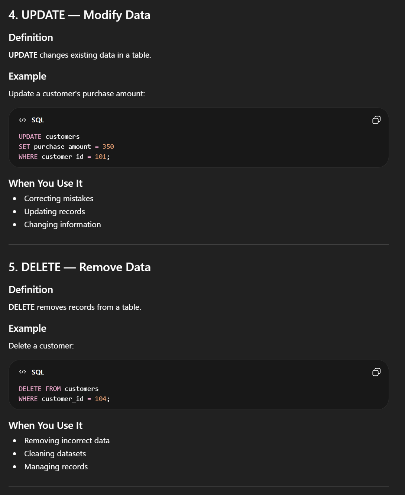 4. UPDATE — Modify Data
Definition
UPDATE changes existing data in a table.
Example
Update a customer's purchase amount:
</> SQL
UPDATE customers
SET purchase_amount = 350
WHERE customer_id = 101;
When You Use It
• Correcting mistakes
• Updating records
• Changing information
5. DELETE — Remove Data
Definition
DELETE removes records from a table.
Example
Delete a customer:
</> SQL
DELETE FROM customers
WHERE customer_id = 104;
When You Use It
• Removing incorrect data
• Cleaning datasets
• Managing records